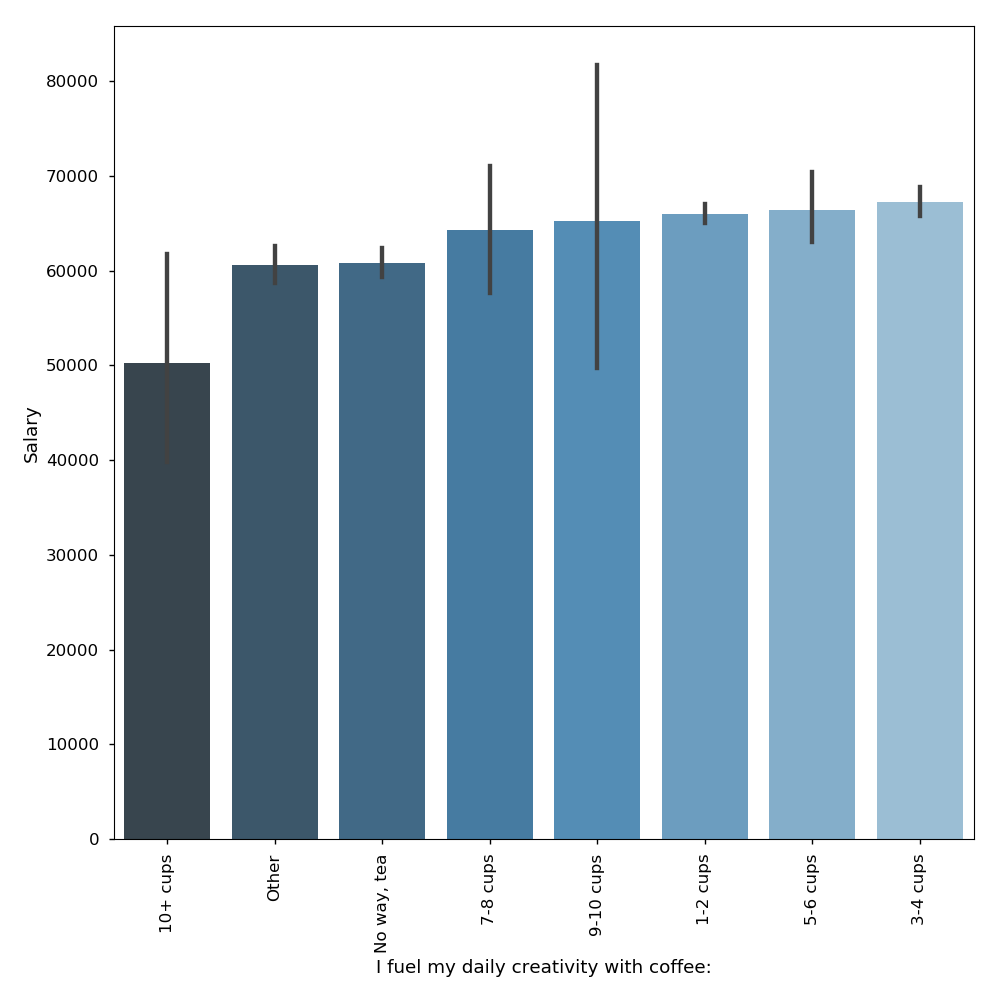 80000
70000
60000
50000
40000
30000
20000
10000
0
Salary
10+ cups
Other
No way, tea
7-8 cups
9-10 cups
1-2 cups
5-6 cups
3-4 cups
I fuel my daily creativity with coffee: